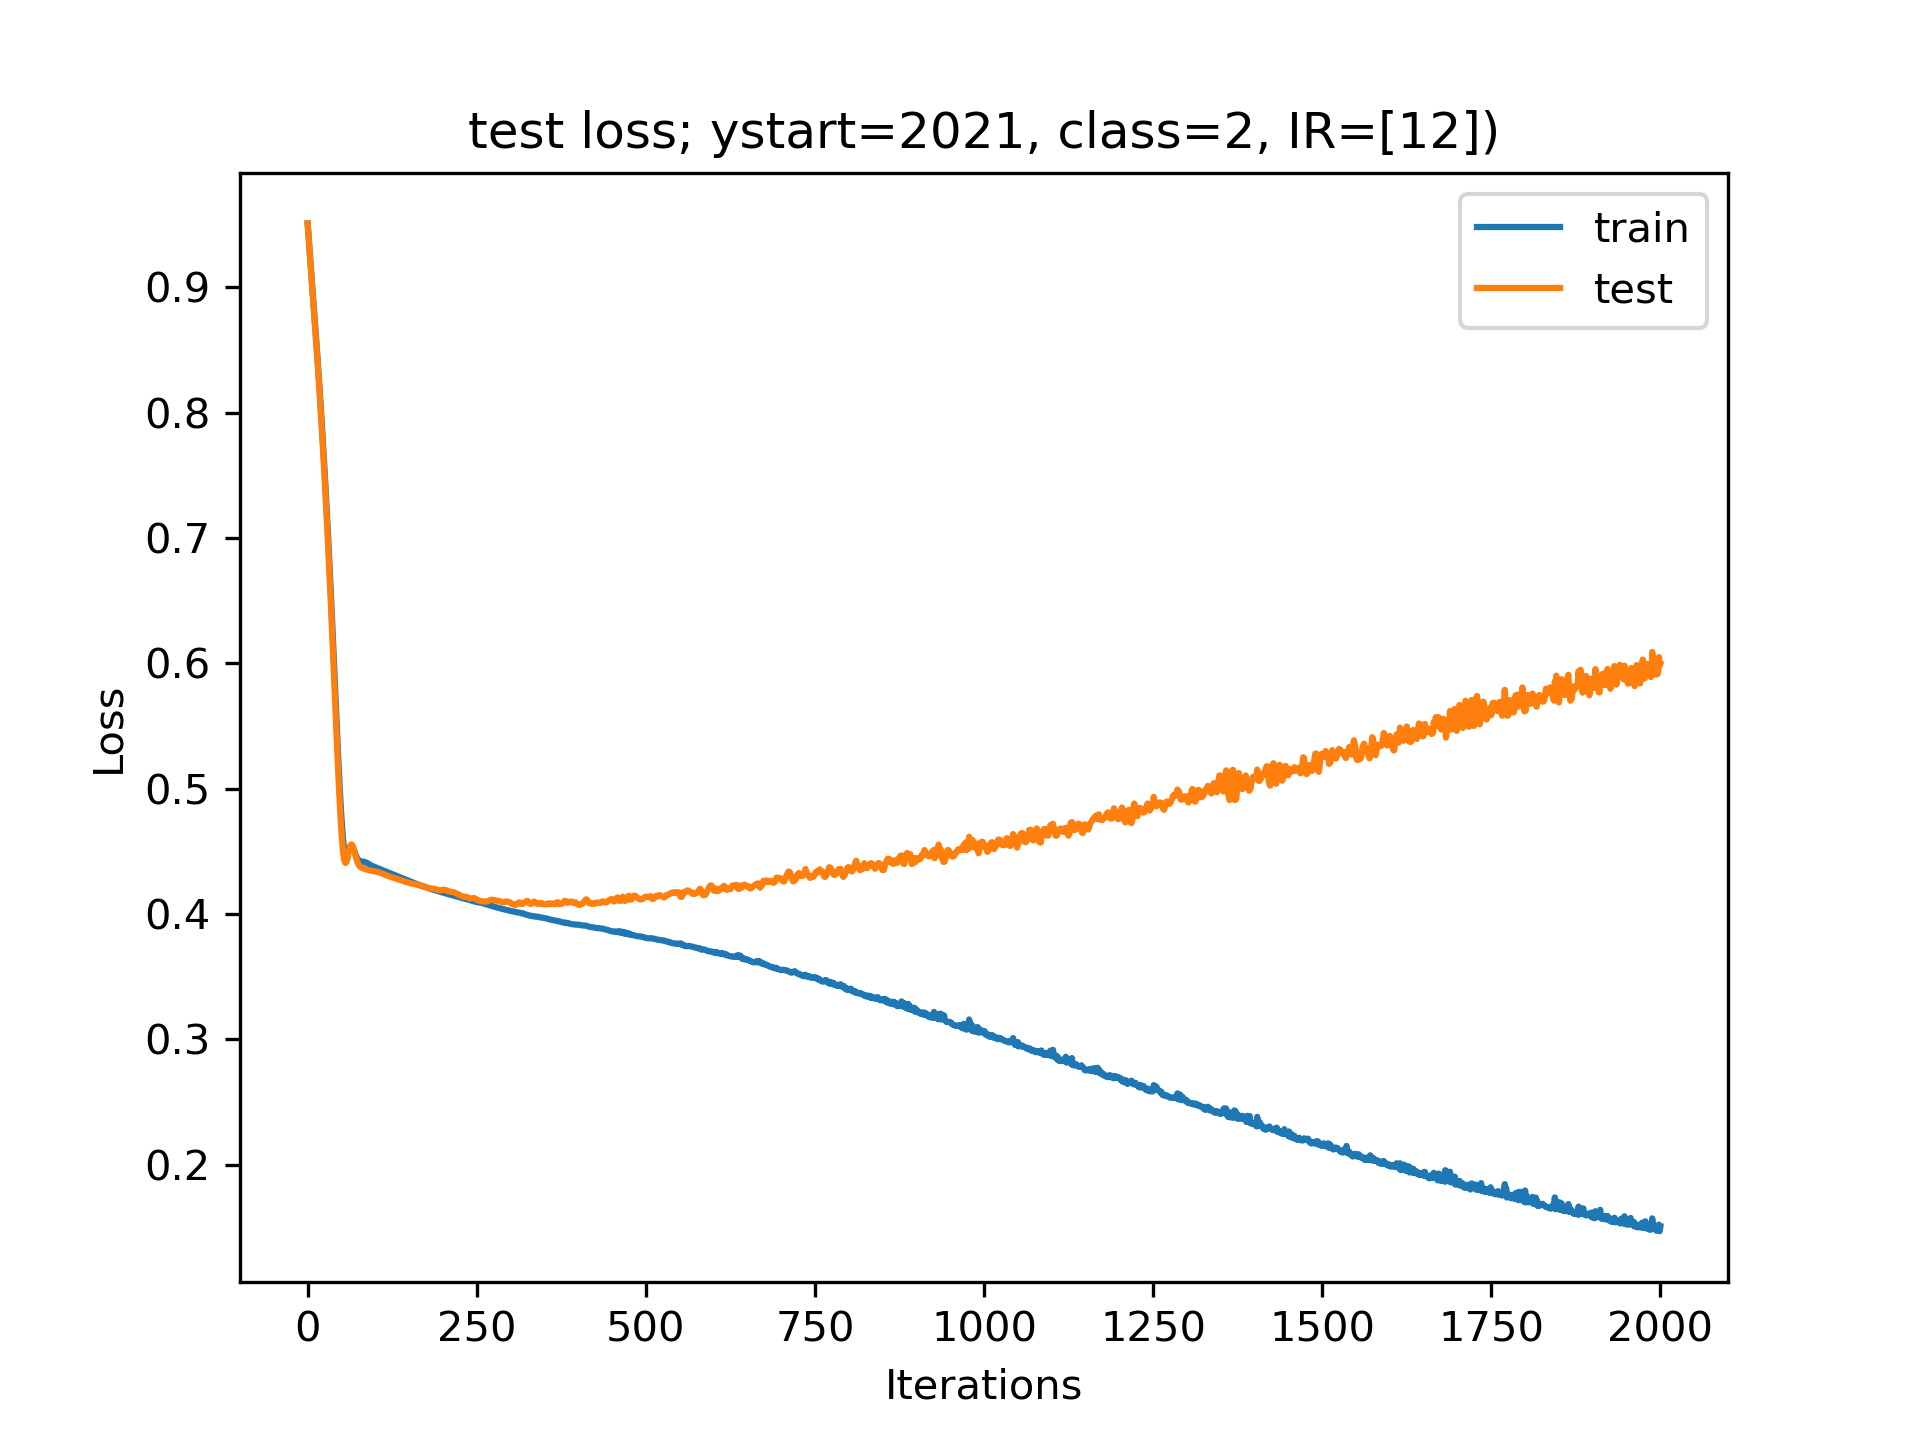 test loss; ystart=2021, class=2, IR=[12])
train
test
0.9
0.8
0.7
0.6
0.5
0.4
0.3
0.2
Loss
0 250 500 750 1000 1250 1500 1750 2000
Iterations